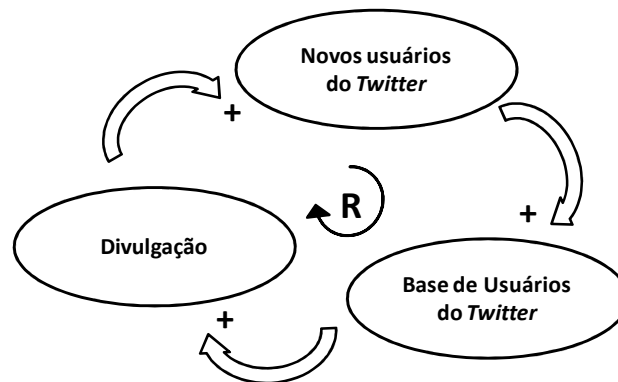 Novos usuários
do Twitter
+
R
+
Divulgação
Base de Usuários
do Twitter
+